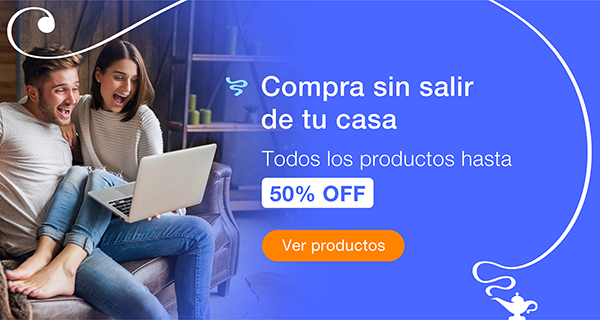 Compra sin salir
de tu casa
Todos los productos hasta
50% OFF
Ver productos